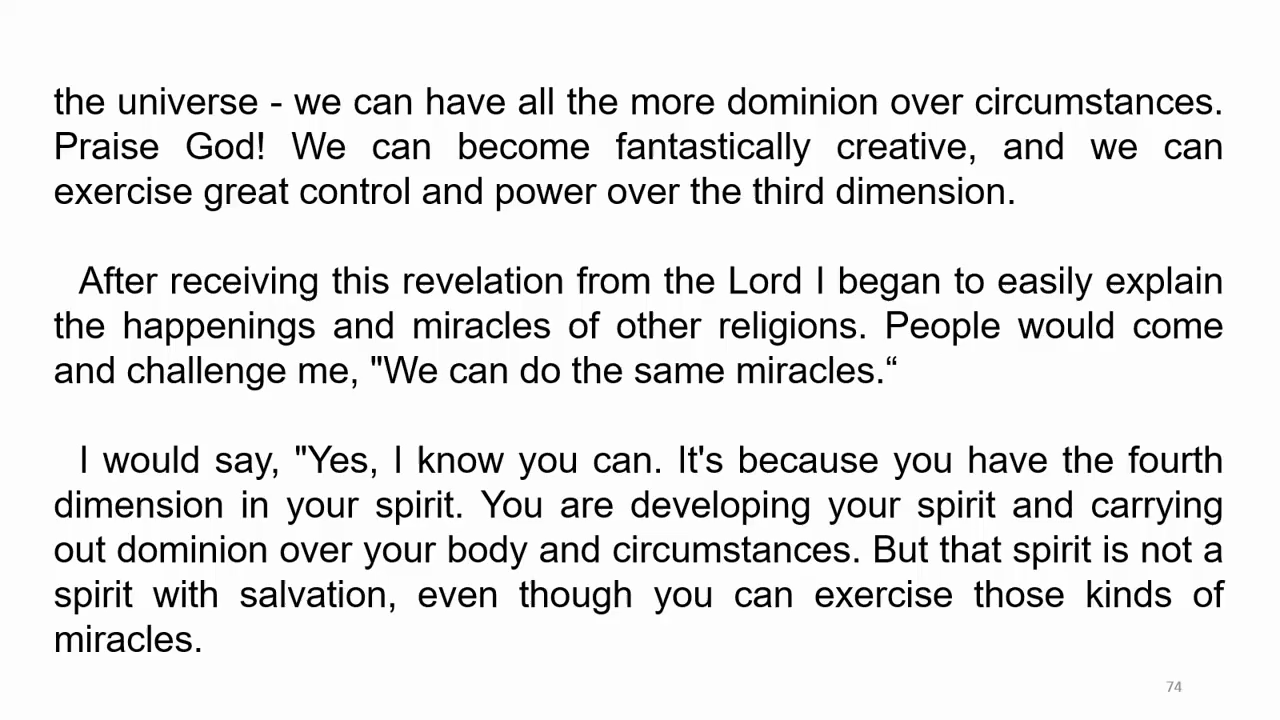 the universe - we can have all the more dominion over circumstances.
Praise God! We can become fantastically creative, and we can
exercise great control and power over the third dimension.
After receiving this revelation from the Lord I began to easily explain
the happenings and miracles of other religions. People would come
and challenge me, "We can do the same miracles.“
I would say, "Yes, I know you can. It's because you have the fourth
dimension in your spirit. You are developing your spirit and carrying
out dominion over your body and circumstances. But that spirit is not a
spirit with salvation, even though you can exercise those kinds of
miracles.
74